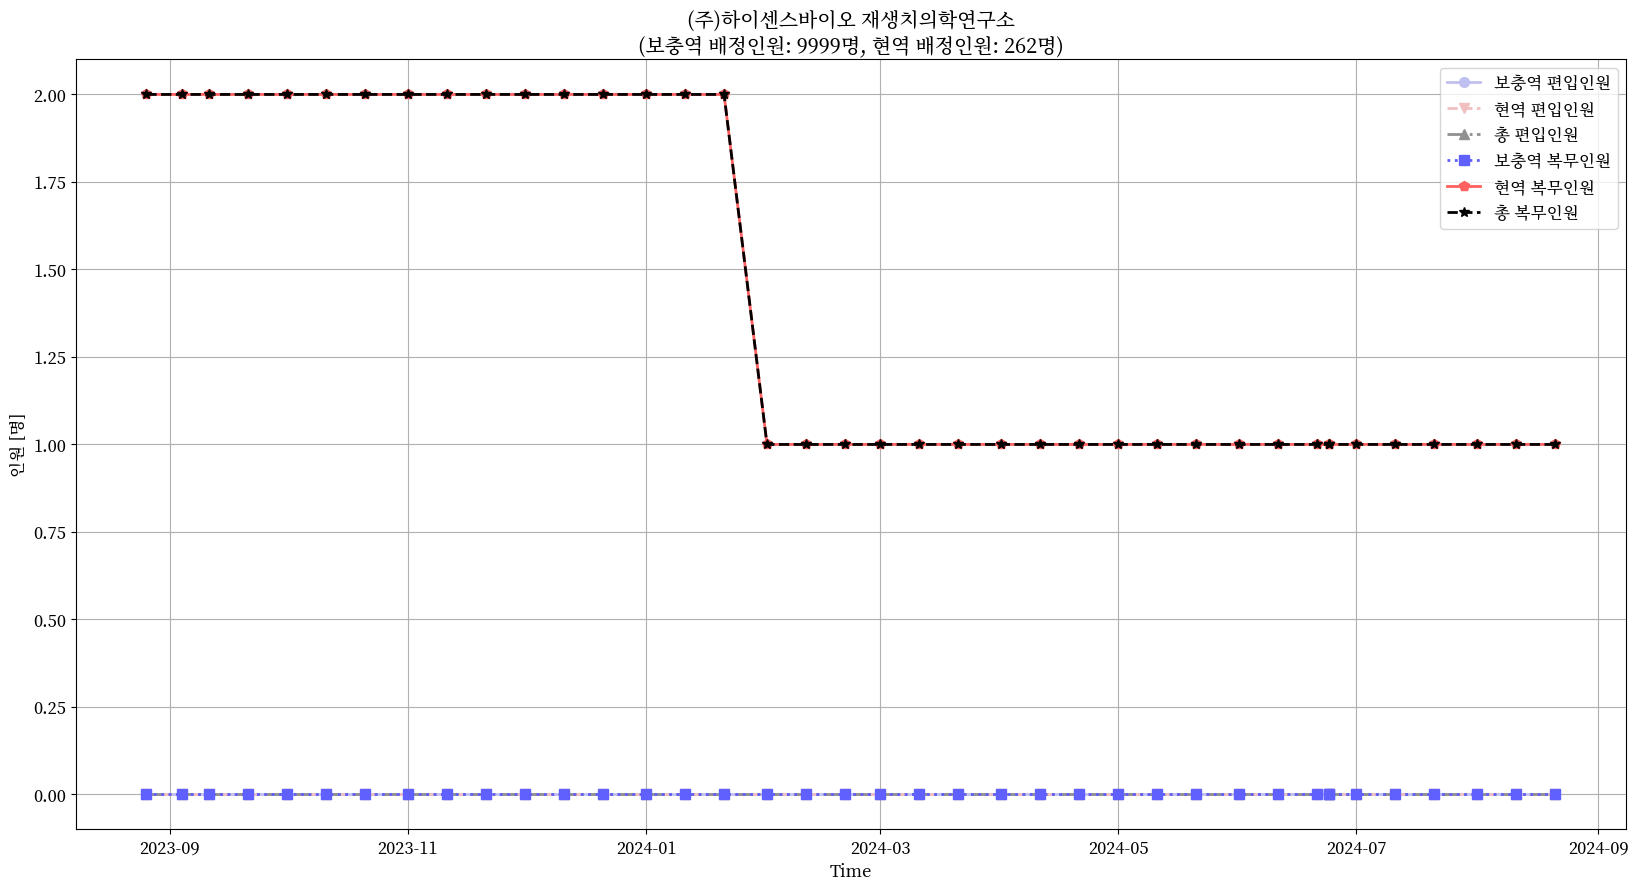 (주)하이센스바이오 재생치의학연구소
(보충역 배정인원: 9999명, 현역 배정인원: 262명)
보충역 편입인원
현역 편입인원
총 편입인원
보충역 복무인원
현역 복무인원
총 복무인원
2.00
1.75
1.50
1.25
1.00
0.75
0.50
0.25
0.00
인원 [명]
2023-09
2023-11
2024-01
2024-03
2024-05
2024-07
2024-09
Time